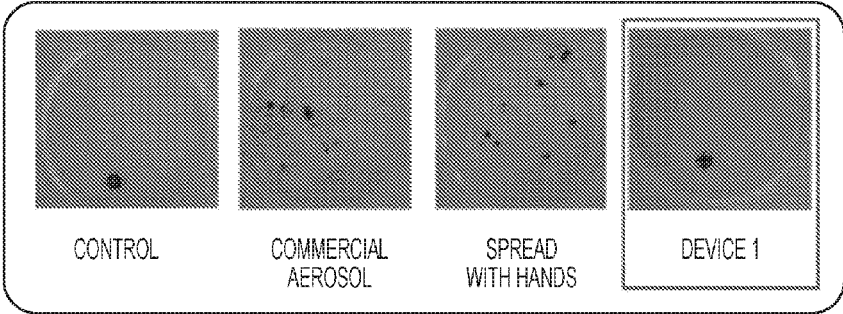 CONTROL
COMMERCIAL
AEROSOL
SPREAD
WITH HANDS
DEVICE 1